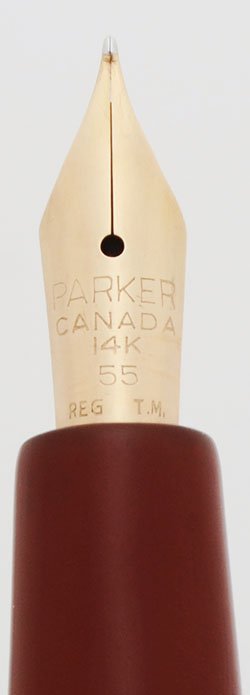 PARKER
CANADA
14K
55
REG T.M.